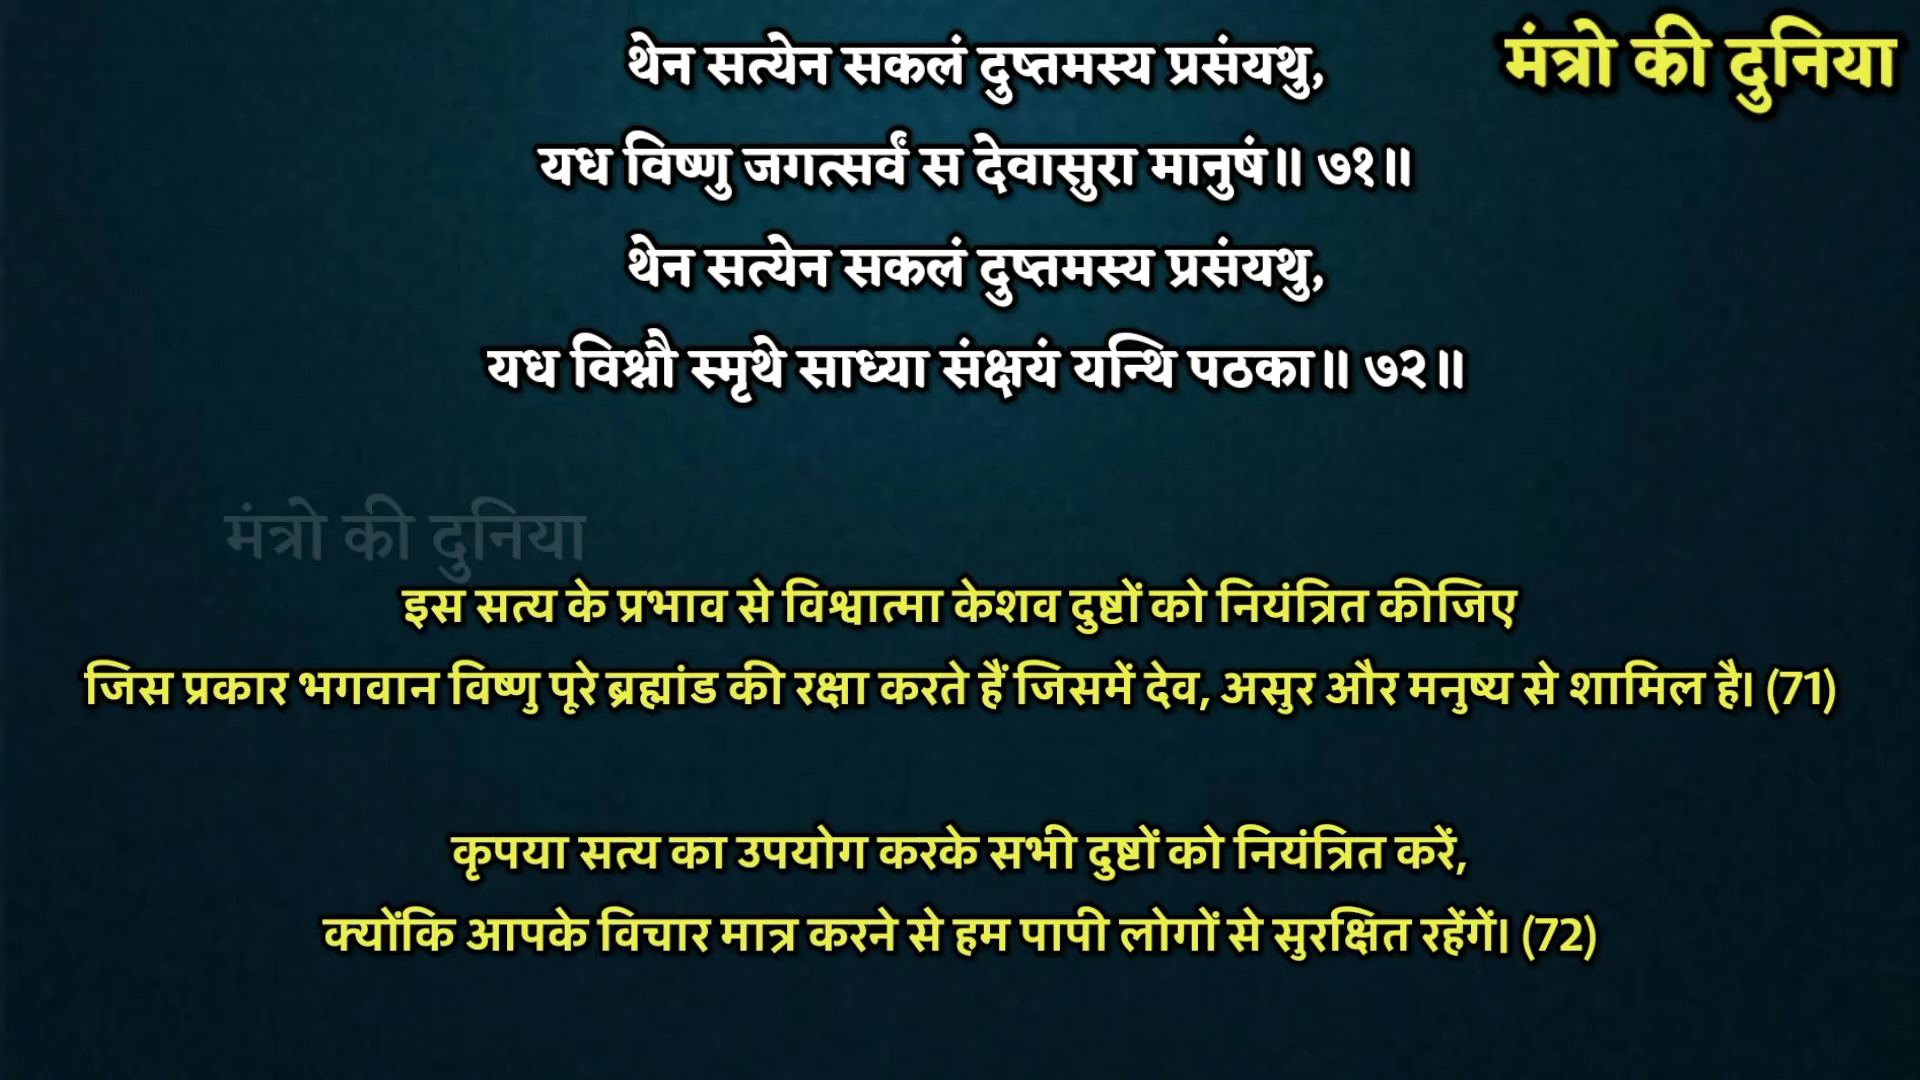 मंत्रो की दुनिया
थेन सत्येन सकलं दुष्तमस्य प्रसंयथु,
यध विष्णु जगत्सर्वं स देवासुरा मानुषं॥ ७१॥
थेन सत्येन सकलं दुष्तमस्य प्रसंयथु,
यध विश्नौ स्मृथे साध्या संक्षयं यन्थि पठका॥ ७२॥
मंत्रो की दुनिया
इस सत्य के प्रभाव से विश्वात्मा केशव दुष्टों को नियंत्रित कीजिए
जिस प्रकार भगवान विष्णु पूरे ब्रह्मांड की रक्षा करते हैं जिसमें देव, असुर और मनुष्य से शामिल है। (71)
कृपया सत्य का उपयोग करके सभी दुष्टों को नियंत्रित करें,
क्योंकि आपके विचार मात्र करने से हम पापी लोगों से सुरक्षित रहेंगें। (72)